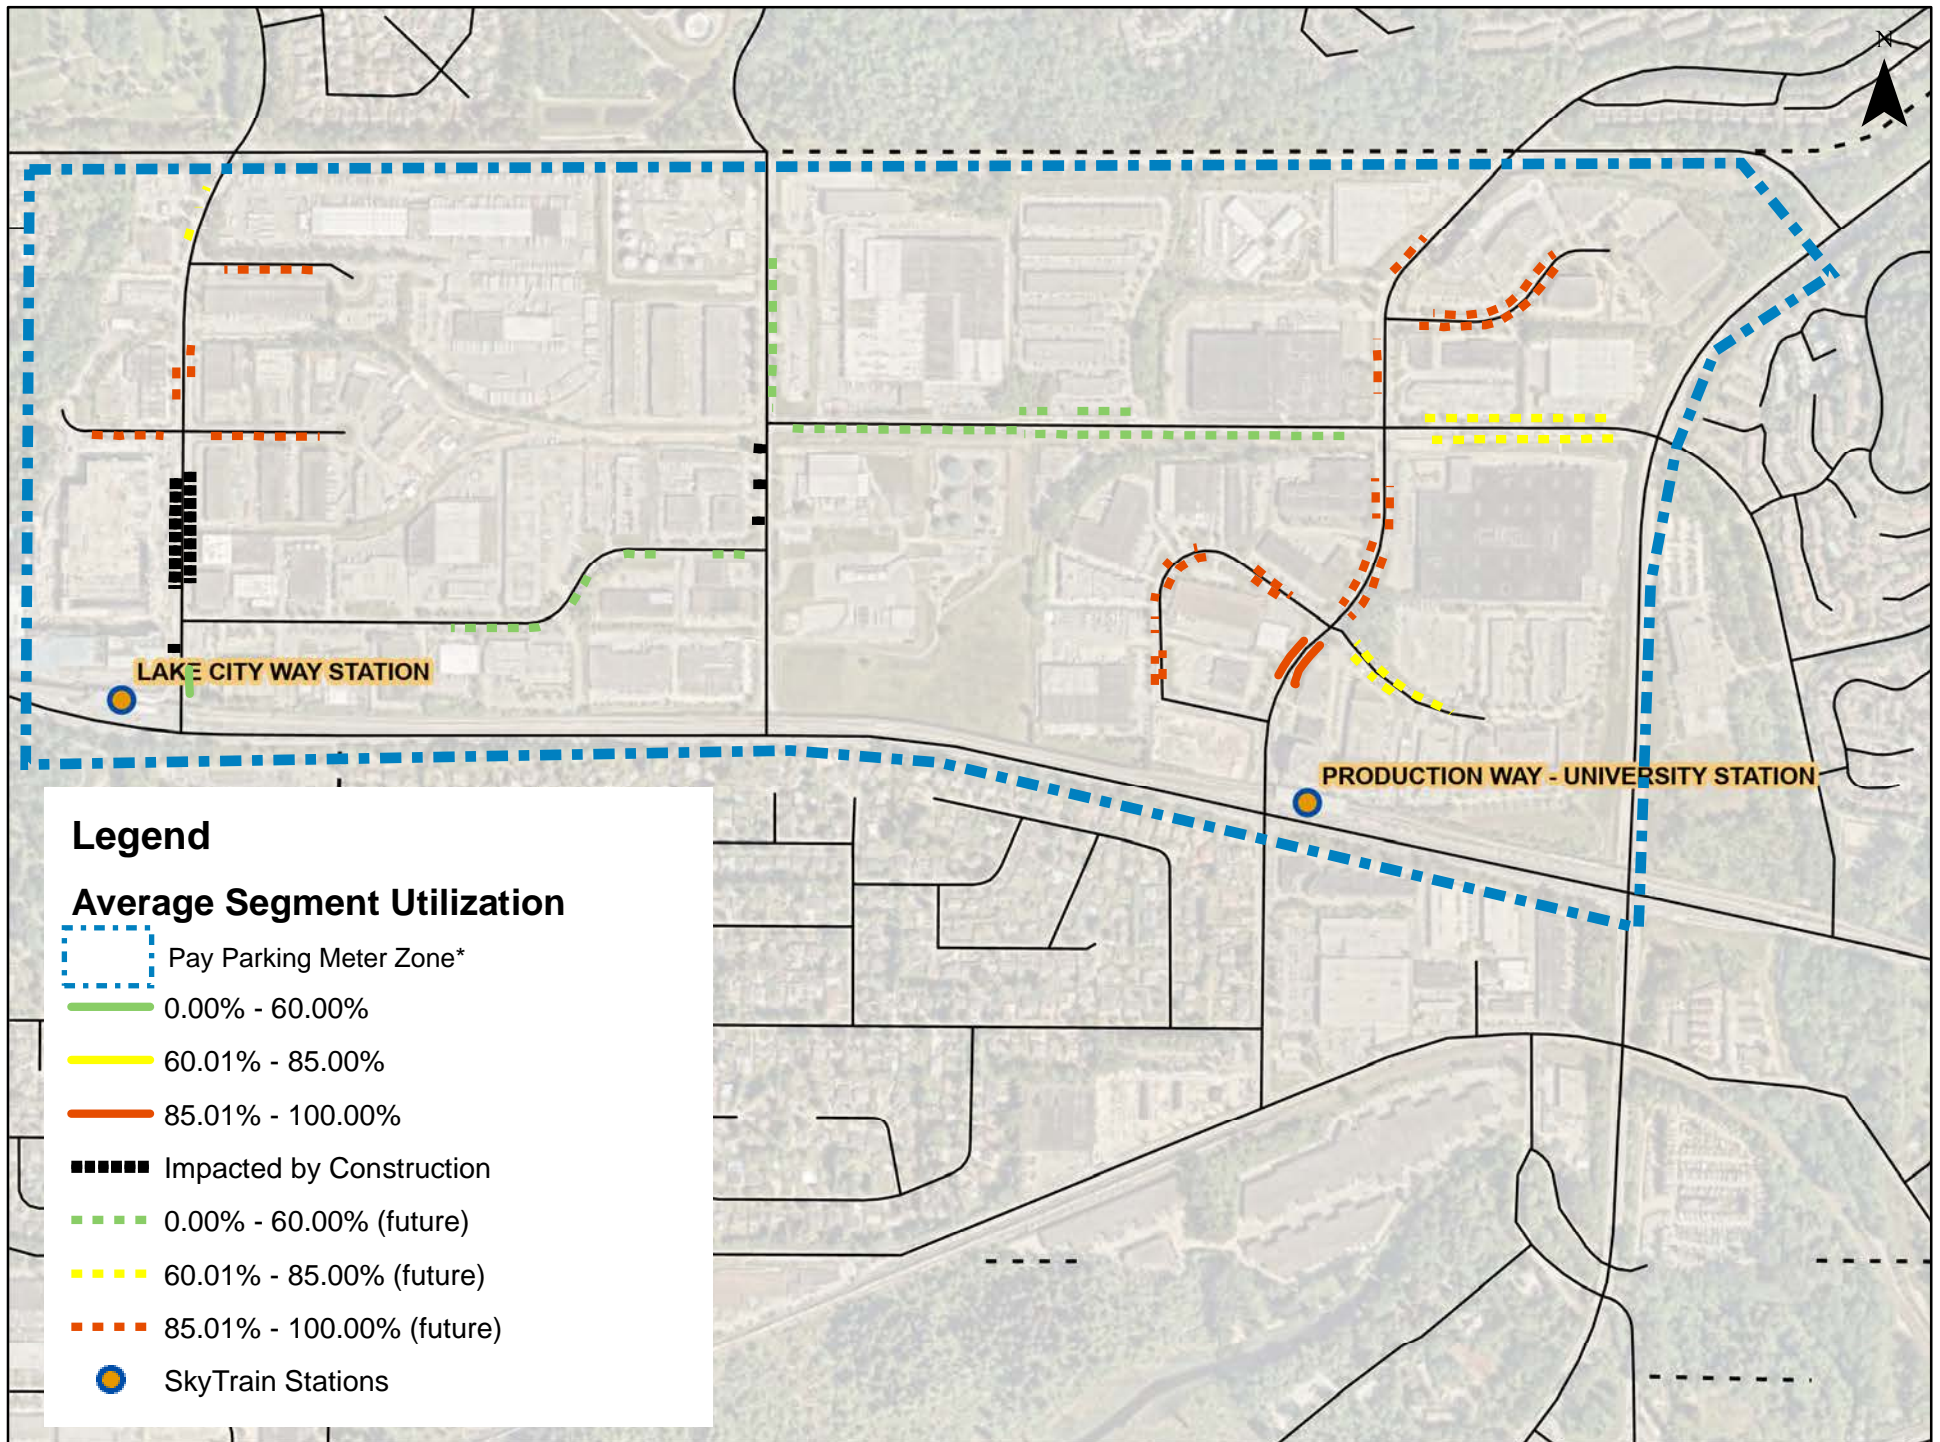 N
LAKE CITY WAY STATION
PRODUCTION WAY - UNIVERSITY STATION
Legend
Average Segment Utilization
Pay Parking Meter Zone*
0.00% - 60.00%
60.01% - 85.00%
85.01% - 100.00%
Impacted by Construction
0.00% - 60.00% (future)
60.01% - 85.00% (future)
85.01% - 100.00% (future)
SkyTrain Stations